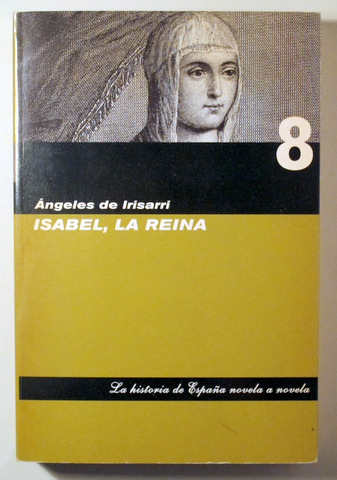 8
Ángeles de Irisarri
ISABEL, LA REINA
La historia de España novela a novela